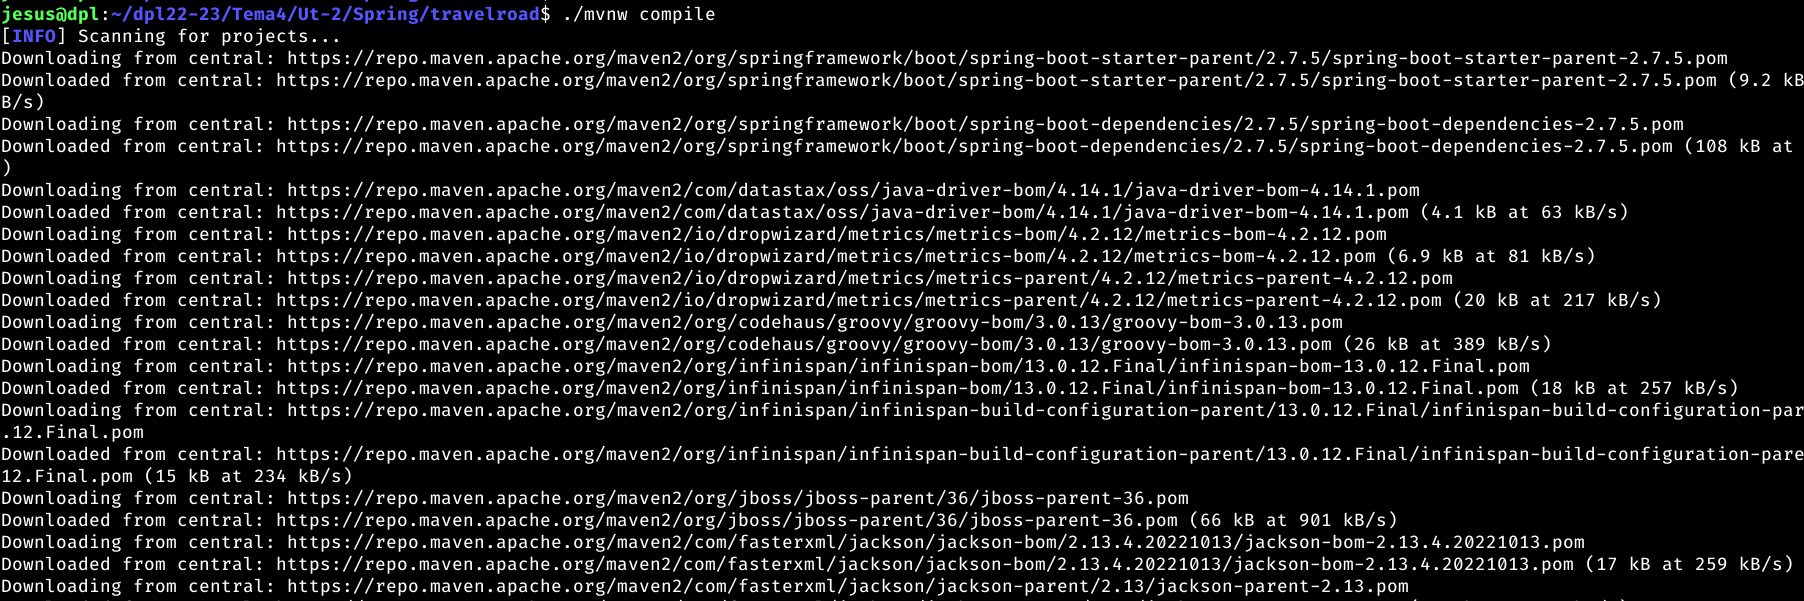 jesus@dpl:~/dpl22-23/Tema4/Ut-2/Spring/travelroad$ ./mvnw compile
[INFO] Scanning for projects...
Downloading from central: https://repo.maven.apache.org/maven2/org/springframework/boot/spring-boot-starter-parent/2.7.5/spring-boot-starter-parent-2.7.5.pom
Downloaded from central: https://repo.maven.apache.org/maven2/org/springframework/boot/spring-boot-starter-parent/2.7.5/spring-boot-starter-parent-2.7.5.pom (9.2 kB
B/s)
Downloading from central: https://repo.maven.apache.org/maven2/org/springframework/boot/spring-boot-dependencies/2.7.5/spring-boot-dependencies-2.7.5.pom
Downloaded from central: https://repo.maven.apache.org/maven2/org/springframework/boot/spring-boot-dependencies/2.7.5/spring-boot-dependencies-2.7.5.pom (108 kB at
)
Downloading from central: https://repo.maven.apache.org/maven2/com/datastax/oss/java-driver-bom/4.14.1/java-driver-bom-4.14.1.pom
Downloaded from central: https://repo.maven.apache.org/maven2/com/datastax/oss/java-driver-bom/4.14.1/java-driver-bom-4.14.1.pom (4.1 kB at 63 kB/s)
Downloading from central: https://repo.maven.apache.org/maven2/io/dropwizard/metrics/metrics-bom/4.2.12/metrics-bom-4.2.12.pom
Downloaded from central: https://repo.maven.apache.org/maven2/io/dropwizard/metrics/metrics-bom/4.2.12/metrics-bom-4.2.12.pom (6.9 kB at 81 kB/s)
Downloading from central: https://repo.maven.apache.org/maven2/io/dropwizard/metrics/metrics-parent/4.2.12/metrics-parent-4.2.12.pom
Downloaded from central: https://repo.maven.apache.org/maven2/io/dropwizard/metrics/metrics-parent/4.2.12/metrics-parent-4.2.12.pom (20 kB at 217 kB/s)
Downloading from central: https://repo.maven.apache.org/maven2/org/codehaus/groovy/groovy-bom/3.0.13/groovy-bom-3.0.13.pom
Downloaded from central: https://repo.maven.apache.org/maven2/org/codehaus/groovy/groovy-bom/3.0.13/groovy-bom-3.0.13.pom (26 kB at 389 kB/s)
Downloading from central: https://repo.maven.apache.org/maven2/org/infinispan/infinispan-bom/13.0.12.Final/infinispan-bom-13.0.12.Final.pom
Downloaded from central: https://repo.maven.apache.org/maven2/org/infinispan/infinispan-bom/13.0.12.Final/infinispan-bom-13.0.12.Final.pom (18 kB at 257 kB/s)
Downloading from central: https://repo.maven.apache.org/maven2/org/infinispan/infinispan-build-configuration-parent/13.0.12.Final/infinispan-build-configuration-par
.12.Final.pom
Downloaded from central: https://repo.maven.apache.org/maven2/org/infinispan/infinispan-build-configuration-parent/13.0.12.Final/infinispan-build-configuration-pare
12.Final.pom (15 kB at 234 kB/s)
Downloading from central: https://repo.maven.apache.org/maven2/org/jboss/jboss-parent/36/jboss-parent-36.pom
Downloaded from central: https://repo.maven.apache.org/maven2/org/jboss/jboss-parent/36/jboss-parent-36.pom (66 kB at 901 kB/s)
Downloading from central: https://repo.maven.apache.org/maven2/com/fasterxml/jackson/jackson-bom/2.13.4.20221013/jackson-bom-2.13.4.20221013.pom
Downloaded from central: https://repo.maven.apache.org/maven2/com/fasterxml/jackson/jackson-bom/2.13.4.20221013/jackson-bom-2.13.4.20221013.pom (17 kB at 259 kB/s)
Downloading from central: https://repo.maven.apache.org/maven2/com/fasterxml/jackson/jackson-parent/2.13/jackson-parent-2.13.pom